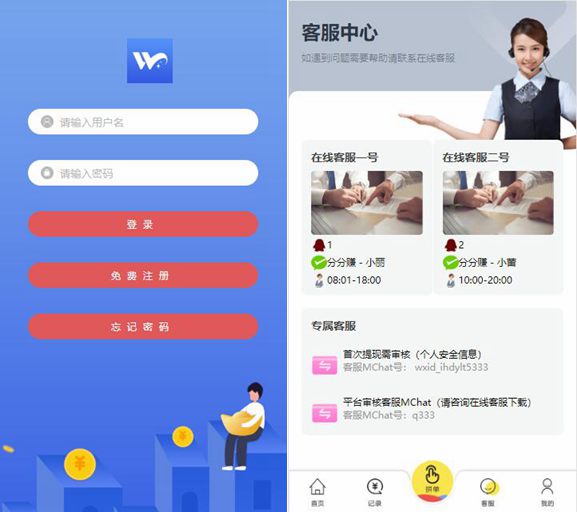 请输入用户名
请输入密码
登录
免费注册
忘记密码
客服中心
如遇到问题需要帮助请联系在线客服
在线客服一号
1
分分赚 - 小丽
08:01-18:00
在线客服二号
2
分分赚 - 小蕾
10:00-20:00
专属客服
首次提现需审核（个人安全信息）
客服MChat号： wxid_ihdylt5333
平台审核客服MChat（请咨询在线客服下载）
客服MChat号：q333
首页
记录
拼单
客服
我的